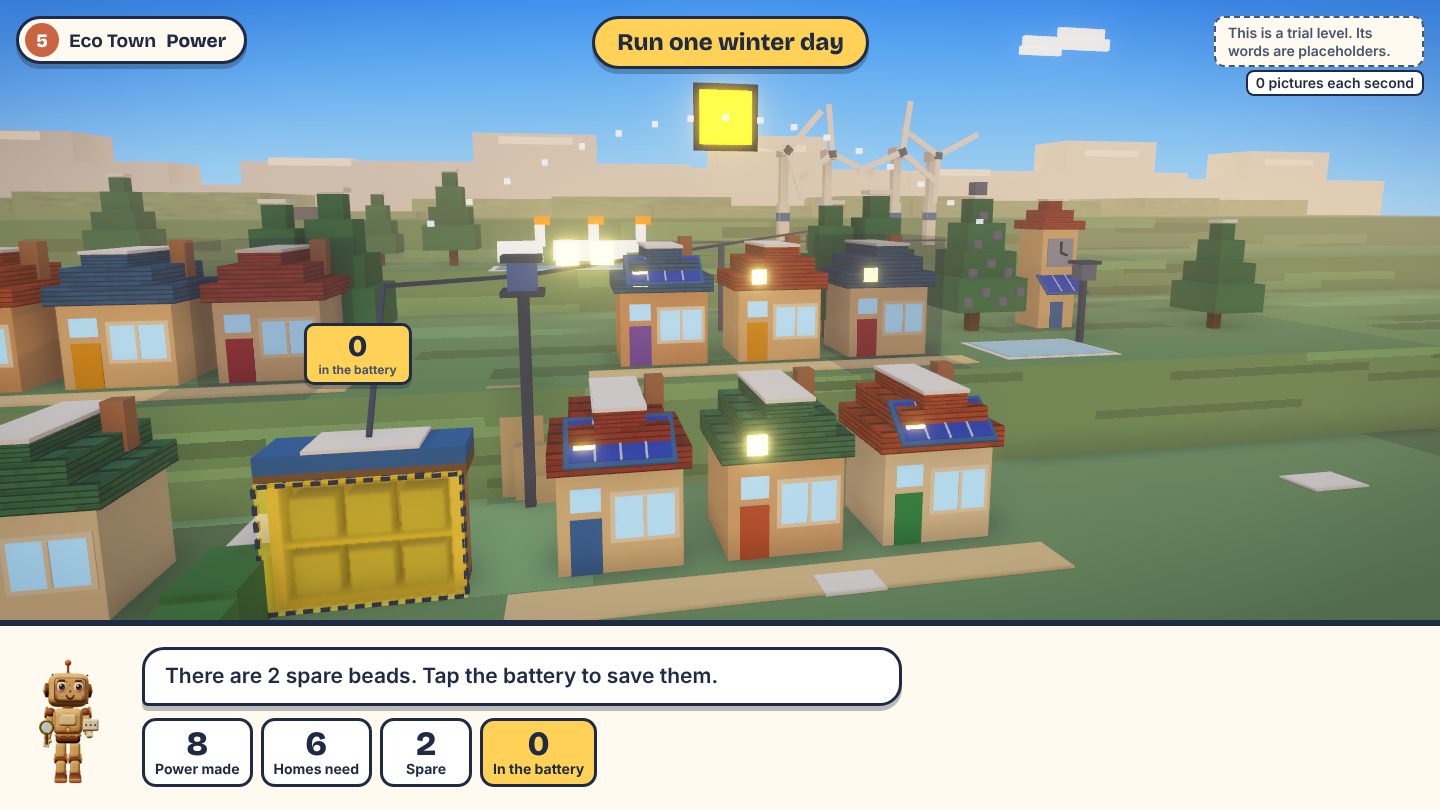 5 Eco Town Power
Run one winter day
This is a trial level. Its
words are placeholders.
0 pictures each second
0
in the battery
There are 2 spare beads. Tap the battery to save them.
8
Power made
6
Homes need
2
Spare
0
In the battery